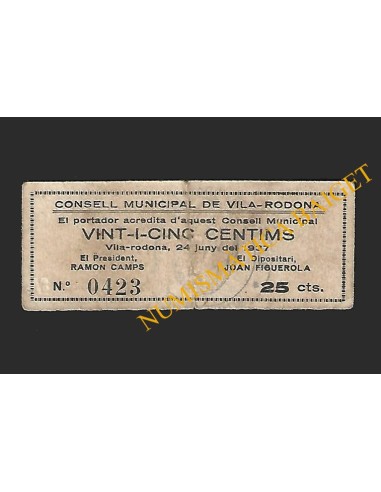 CONSELL MUNICIPAL DE VILA-RODONA
El portador acredita d'aquest Consell Municipal
VINT-I-CINC CENTIMS
Vila-rodona, 24 juny del 1937
El President, El Dipositari,
RAMON CAMPS JOAN FIGUEROLA
N.º 0423 25 cts.